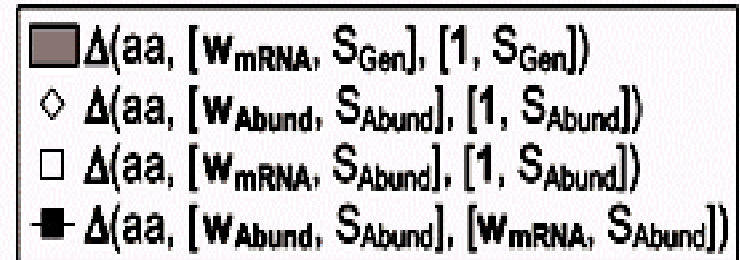 Δ(aa, [wmRNA, SGen], [1, SGen])
Δ(aa, [wAbund, SAbund], [1, SAbund])
Δ(aa, [wmRNA, SAbund], [1, SAbund])
Δ(aa, [wAbund, SAbund], [wmRNA, SAbund])